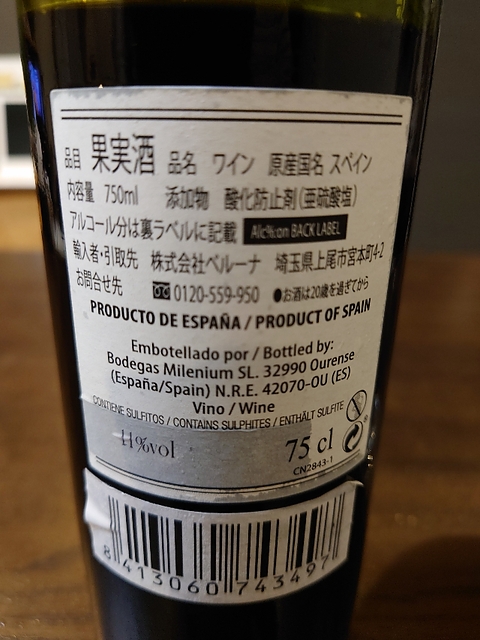 品目 果実酒 品名 ワイン 原産国名 スペイン
内容量 750ml 添加物 酸化防止剤(亜硫酸塩)
アルコール分は裏ラベルに記載 Alc%:on BACK LABEL
輸入者・引取先 株式会社ベルーナ 埼玉県上尾市宮本町4-2
お問合せ先 0120-559-950 ●お酒は20歳を過ぎてから
PRODUCTO DE ESPAÑA / PRODUCT OF SPAIN
Embotellado por / Bottled by:
Bodegas Milenium SL. 32990 Ourense
(España/Spain) N.R.E. 42070-OU (ES)
Vino / Wine
CONTIENE SULFITOS / CONTAINS SULPHITES / ENTHÄLT SULFITE
11%vol 75 cl
CN2843-1
8 413060 743497